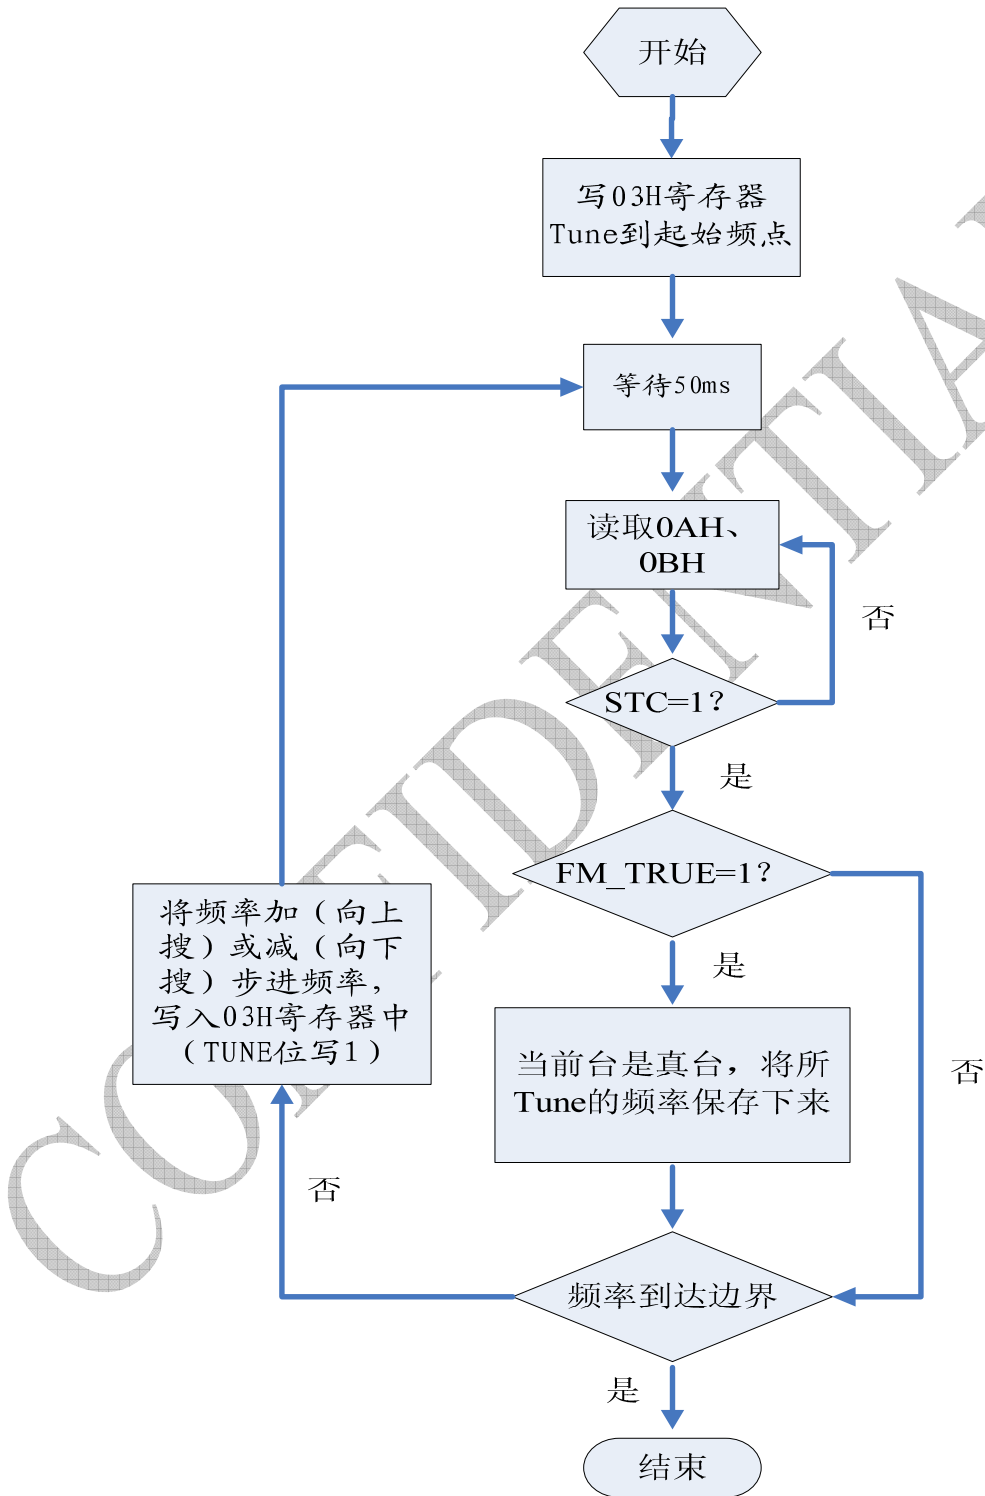 开始
写03H寄存器
Tune到起始频点
等待50ms
读取0AH、
0BH
否
STC=1?
是
FM_TRUE=1?
将频率加（向上
搜）或减（向下
搜）步进频率，
写入03H寄存器中
（TUNE位写1）
是
当前台是真台，将所
Tune的频率保存下来
否
否
频率到达边界
是
结束
CONFIDENTIAL